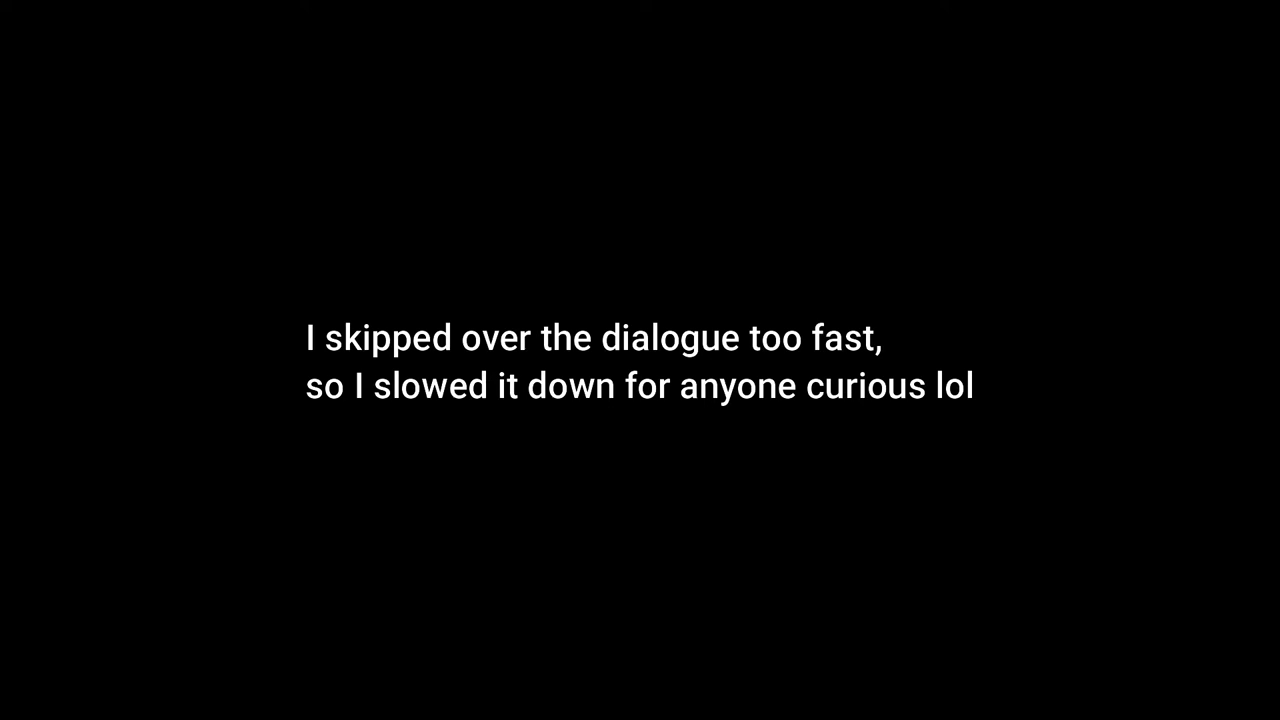 I skipped over the dialogue too fast,
so I slowed it down for anyone curious lol